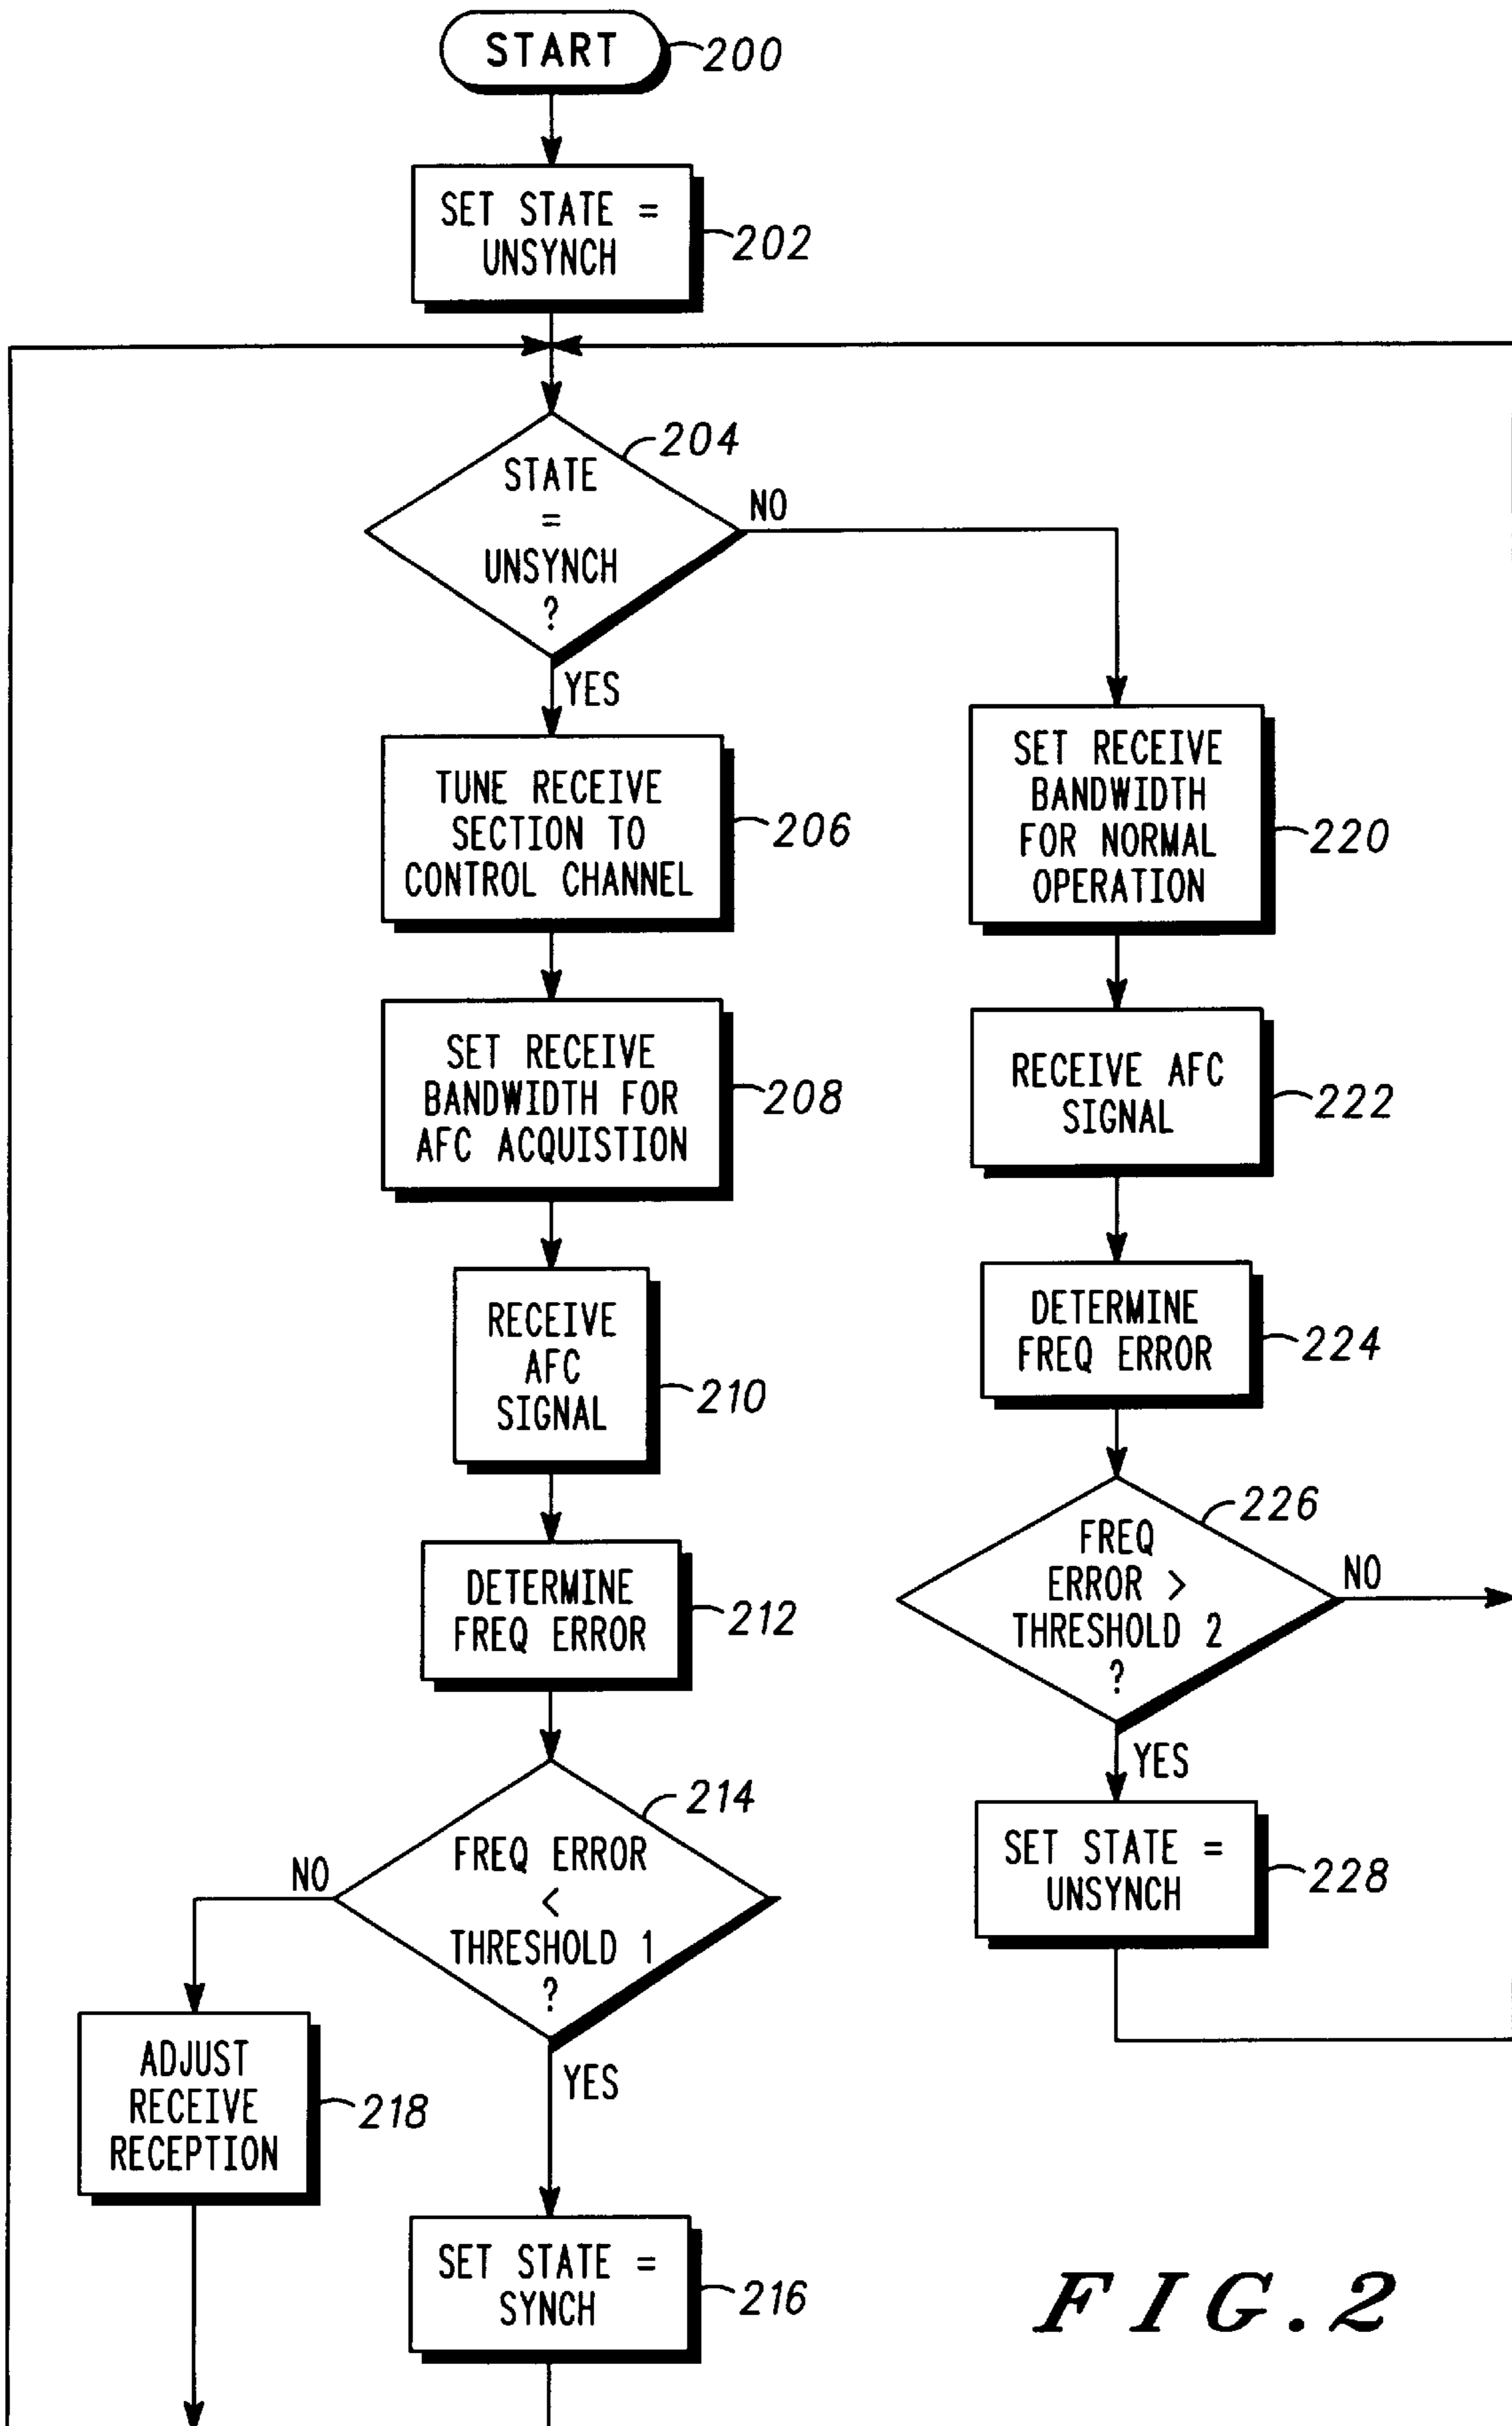 START
200
SET STATE =
UNSYNCH
202
204
STATE
=
UNSYNCH
?
NO
YES
TUNE RECEIVE
SECTION TO
CONTROL CHANNEL
206
SET RECEIVE
BANDWIDTH FOR
AFC ACQUISTION
208
RECEIVE
AFC
SIGNAL
210
DETERMINE
FREQ ERROR
212
214
FREQ ERROR
<
THRESHOLD 1
?
NO
YES
ADJUST
RECEIVE
RECEPTION
218
SET STATE =
SYNCH
216
SET RECEIVE
BANDWIDTH
FOR NORMAL
OPERATION
220
RECEIVE AFC
SIGNAL
222
DETERMINE
FREQ ERROR
224
226
FREQ
ERROR >
THRESHOLD 2
?
NO
YES
SET STATE =
UNSYNCH
228
FIG.2